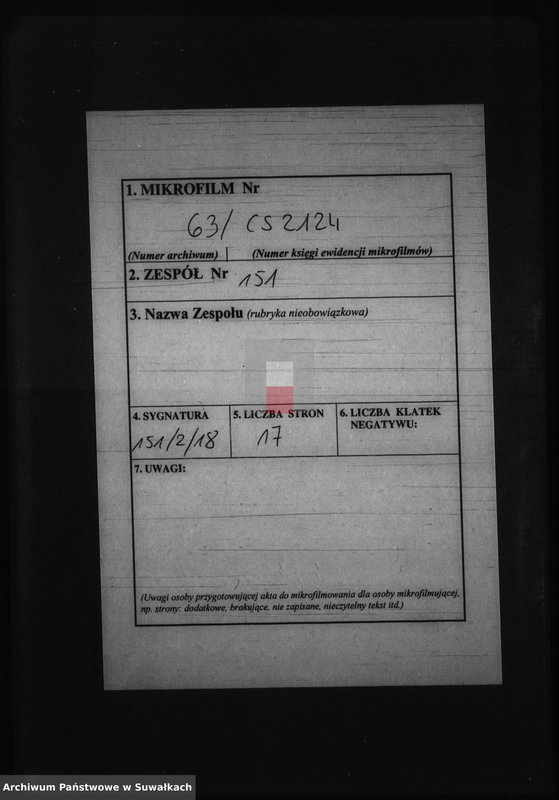 1. MIKROFILM Nr
63/ CS2124
(Numer archiwum) (Numer księgi ewidencji mikrofilmów)
2. ZESPÓŁ Nr 151
3. Nazwa Zespołu (rubryka nieobowiązkowa)
4. SYGNATURA 5. LICZBA STRON 6. LICZBA KLATEK
NEGATYWU:
151/2/18 17
7. UWAGI:
(Uwagi osoby przygotowującej akta do mikrofilmowania dla osoby mikrofilmującej,
np. strony: dodatkowe, brakujące, nie zapisane, nieczytelny tekst itd.)
Archiwum Państwowe w Suwałkach